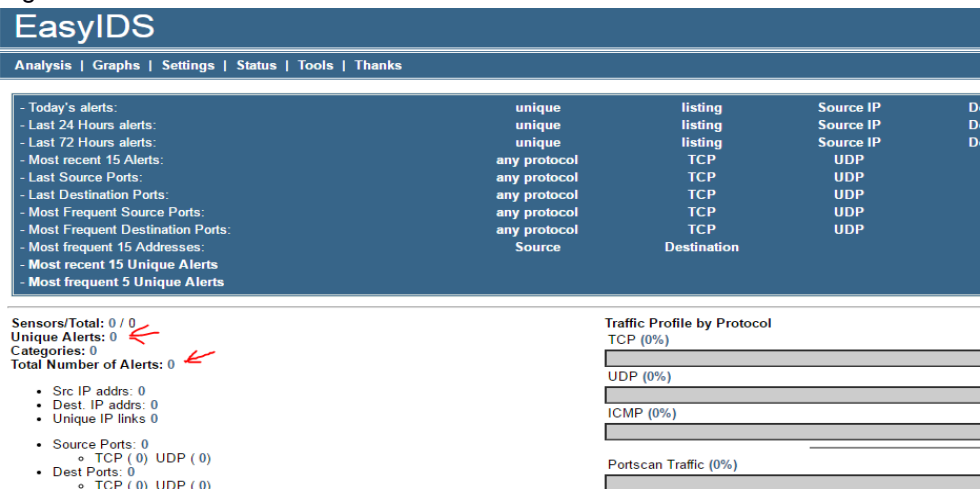 EasyIDS
Analysis | Graphs | Settings | Status | Tools | Thanks
- Today's alerts: unique listing Source IP
- Last 24 Hours alerts: unique listing Source IP
- Last 72 Hours alerts: unique listing Source IP
- Most recent 15 Alerts: any protocol TCP UDP
- Last Source Ports: any protocol TCP UDP
- Last Destination Ports: any protocol TCP UDP
- Most Frequent Source Ports: any protocol TCP UDP
- Most Frequent Destination Ports: any protocol TCP UDP
- Most frequent 15 Addresses: Source Destination
- Most recent 15 Unique Alerts
- Most frequent 5 Unique Alerts
Sensors/Total: 0 / 0
Unique Alerts: 0
Categories: 0
Total Number of Alerts: 0
• Src IP addrs: 0
• Dest. IP addrs: 0
• Unique IP links 0
• Source Ports: 0
◦ TCP ( 0) UDP ( 0)
• Dest Ports: 0
◦ TCP ( 0) UDP ( 0)
Traffic Profile by Protocol
TCP (0%)
UDP (0%)
ICMP (0%)
Portscan Traffic (0%)